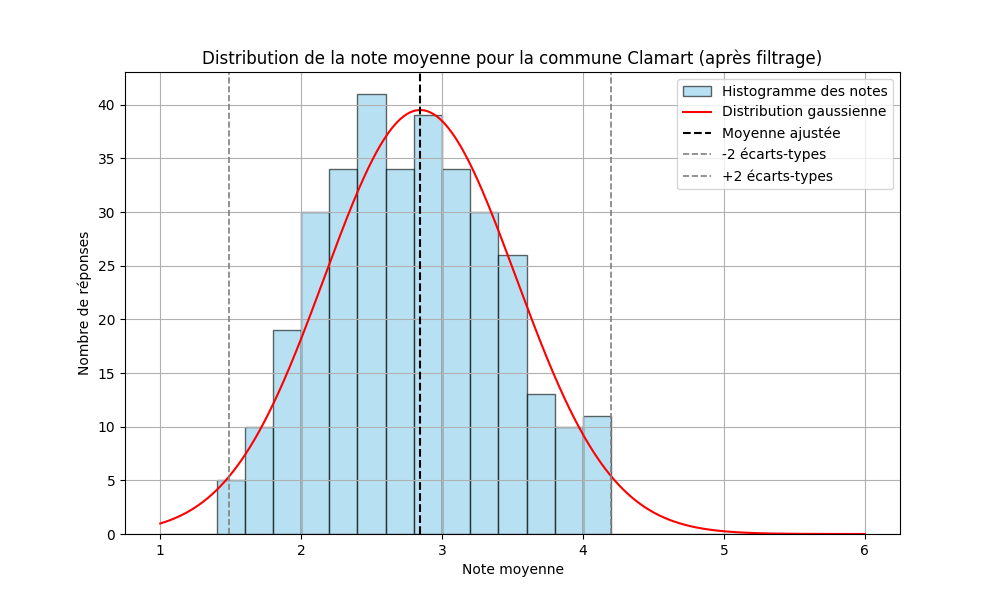 Distribution de la note moyenne pour la commune Clamart (après filtrage)
Histogramme des notes
Distribution gaussienne
Moyenne ajustée
-2 écarts-types
+2 écarts-types
Nombre de réponses
40
35
30
25
20
15
10
5
0
1 2 3 4 5 6
Note moyenne